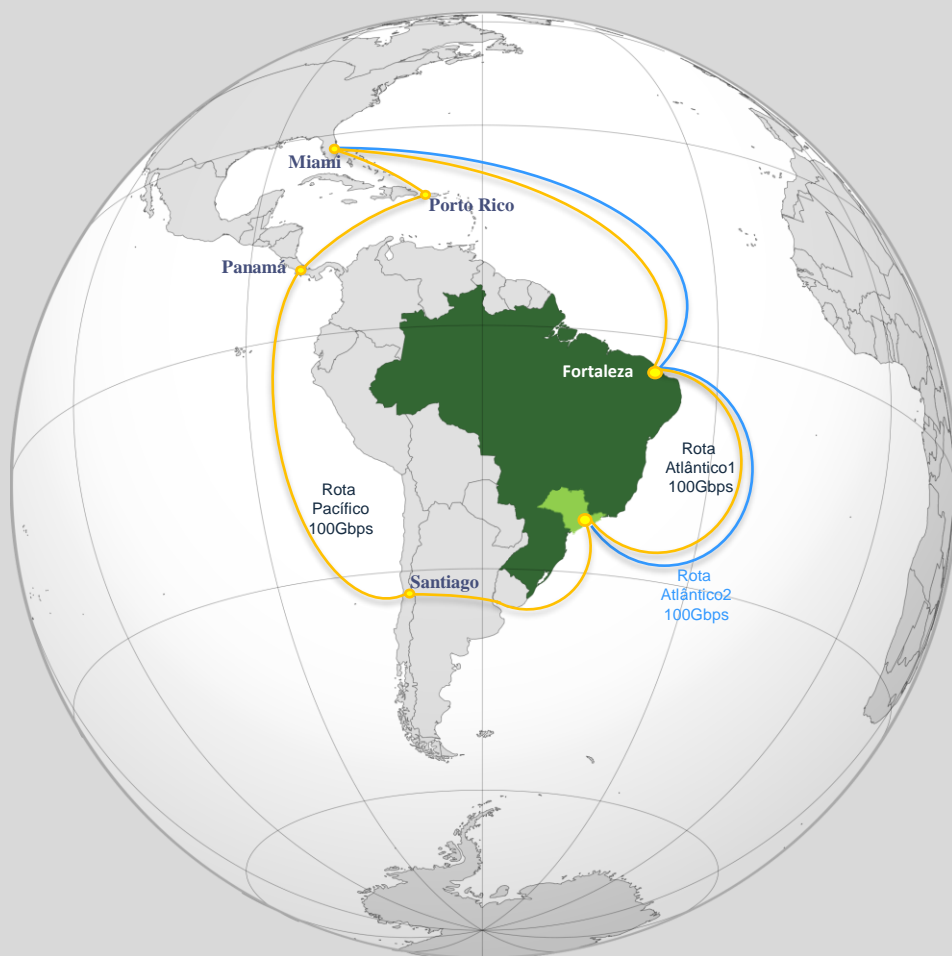 Miami
Porto Rico
Panamá
Fortaleza
Rota
Atlântico1
100Gbps
Rota
Pacífico
100Gbps
Santiago
Rota
Atlântico2
100Gbps